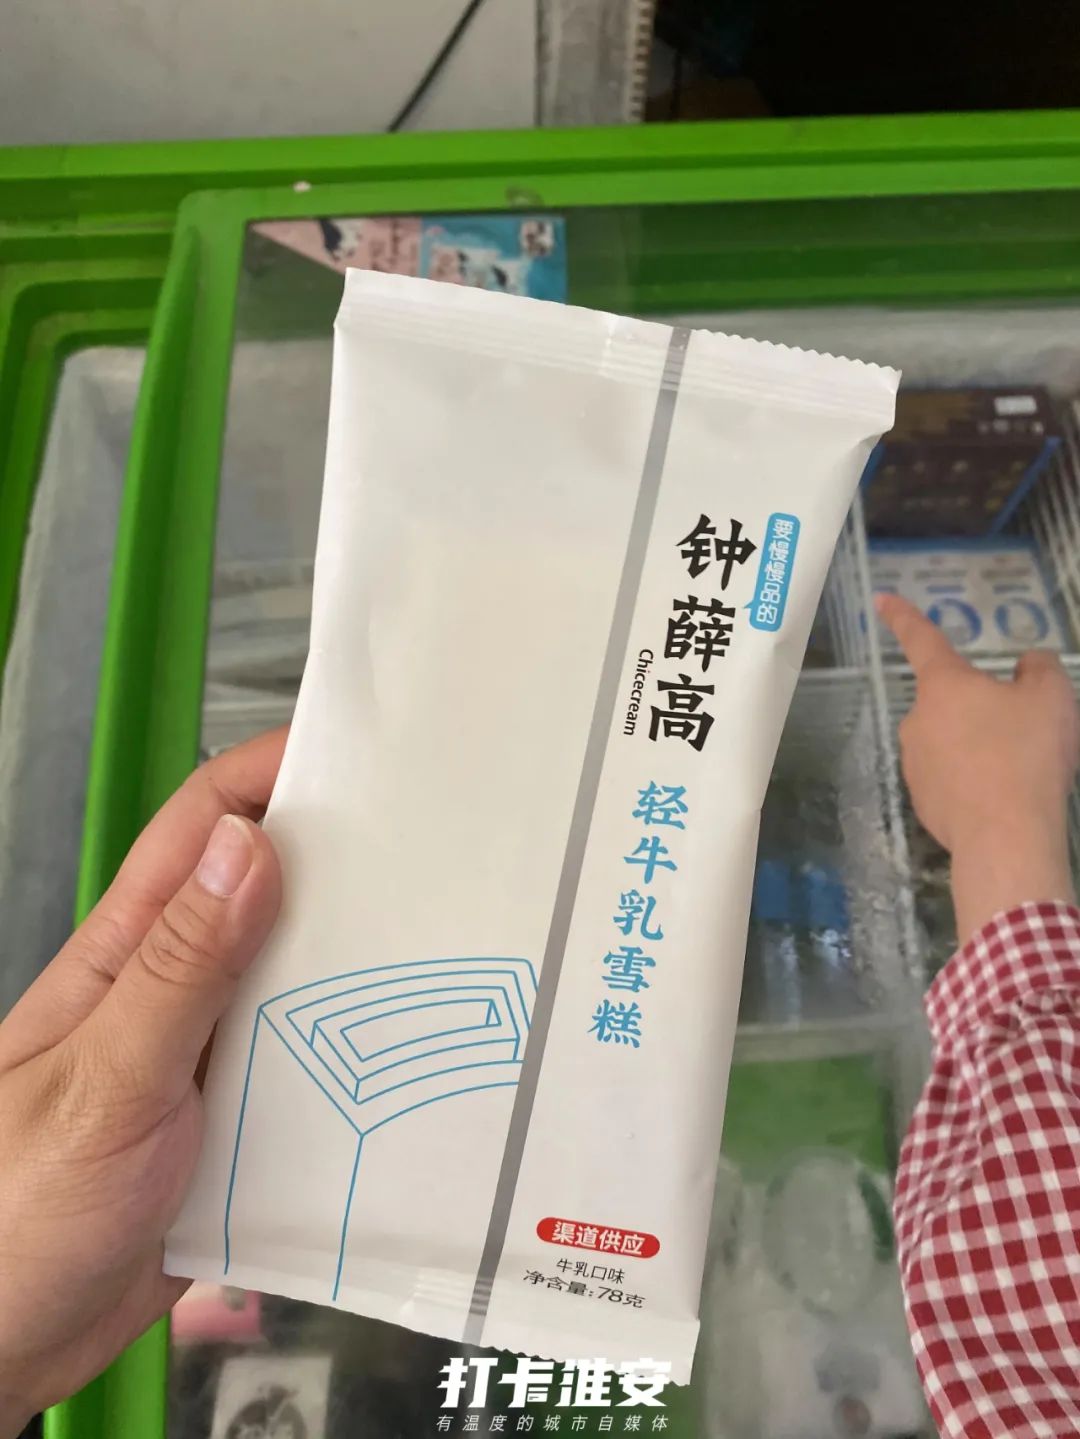 要慢慢品的
钟薛高
Chicecream
轻牛乳雪糕
渠道供应
牛乳口味
净含量:78克
打卡淮安
有温度的城市自媒体